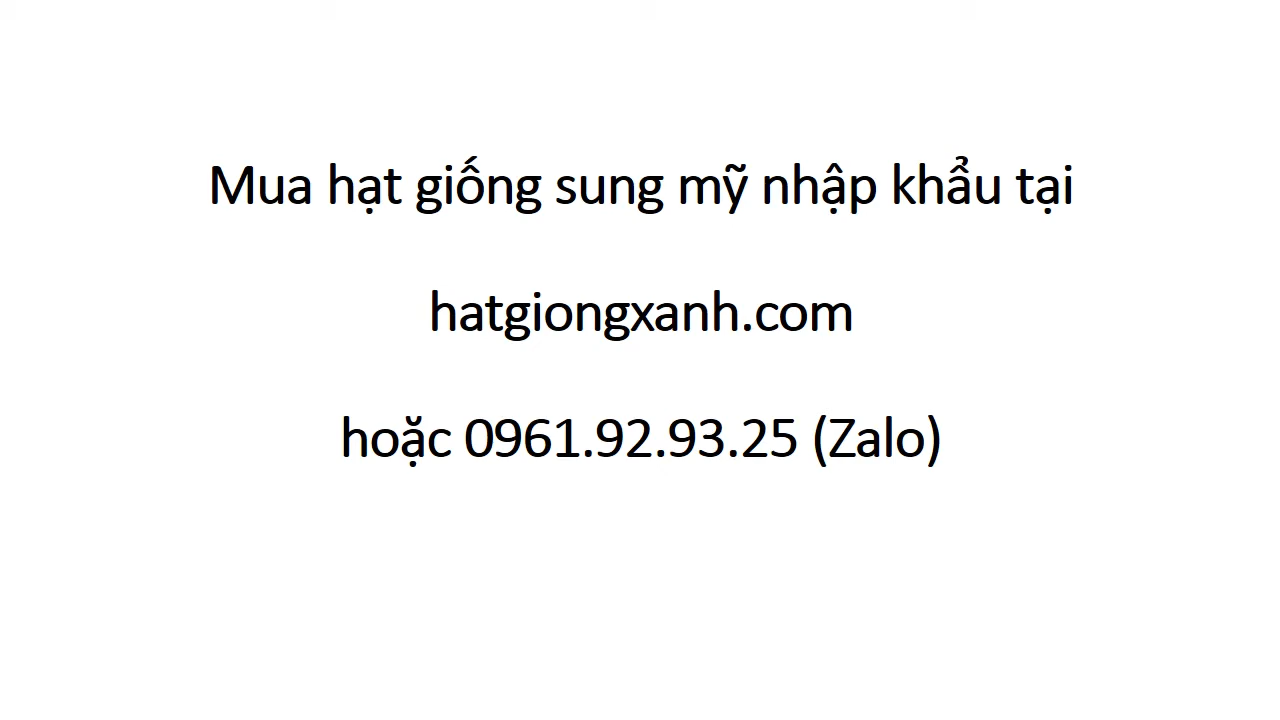 Mua hạt giống sung mỹ nhập khẩu tại
hatgiongxanh.com
hoặc 0961.92.93.25 (Zalo)